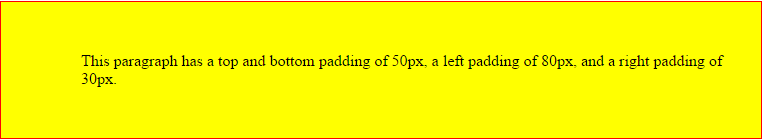 This paragraph has a top and bottom padding of 50px, a left padding of 80px, and a right padding of
30px.